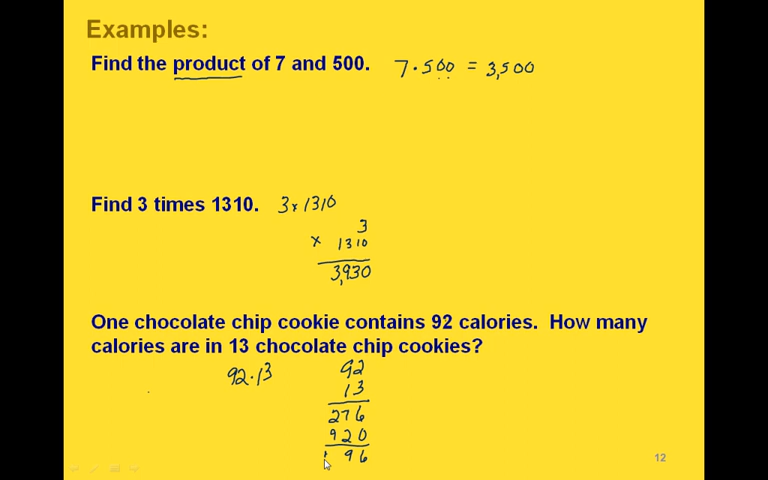 Examples:
Find the product of 7 and 500. 7·500 = 3,500
Find 3 times 1310. 3 x 1310
3
x 1310
3,930
One chocolate chip cookie contains 92 calories. How many
calories are in 13 chocolate chip cookies?
92·13
92
13
276
920
1 96
12